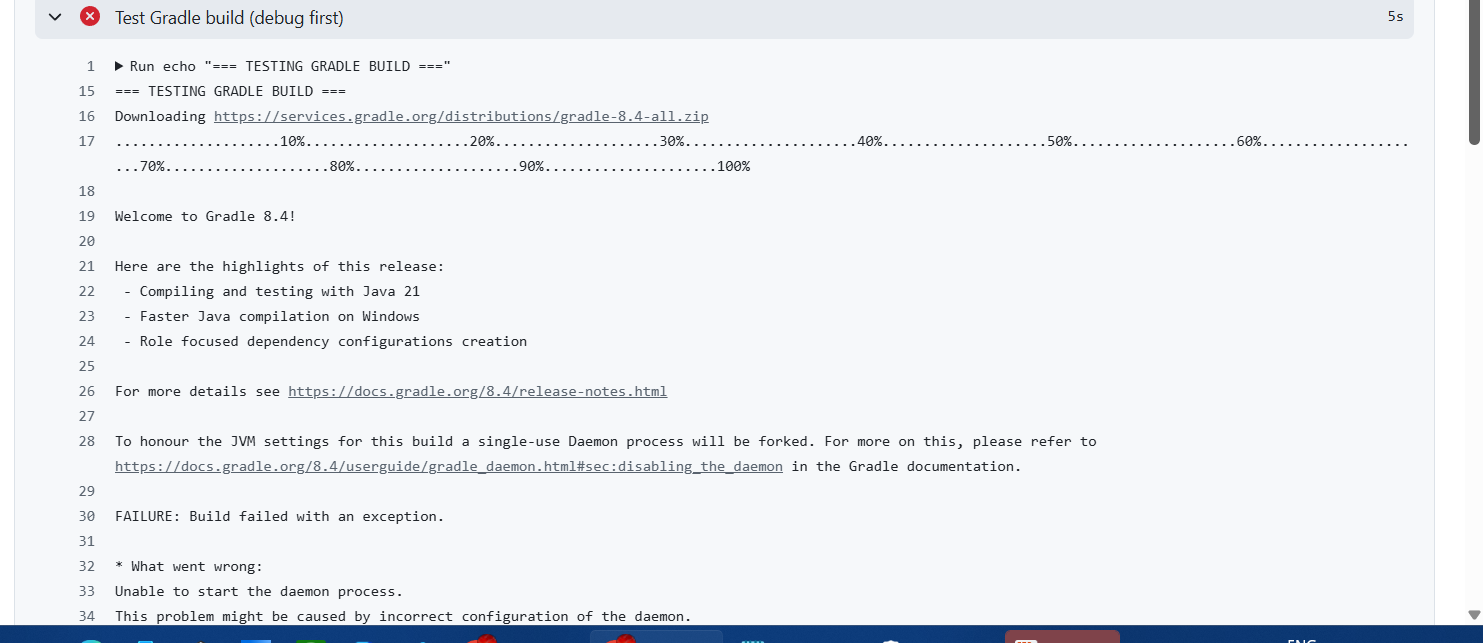 Test Gradle build (debug first) 5s
1 ▶ Run echo "=== TESTING GRADLE BUILD ==="
15 === TESTING GRADLE BUILD ===
16 Downloading https://services.gradle.org/distributions/gradle-8.4-all.zip
17 ....................10%....................20%....................30%.....................40%....................50%....................60%..................
...70%....................80%....................90%.....................100%
18
19 Welcome to Gradle 8.4!
20
21 Here are the highlights of this release:
22 - Compiling and testing with Java 21
23 - Faster Java compilation on Windows
24 - Role focused dependency configurations creation
25
26 For more details see https://docs.gradle.org/8.4/release-notes.html
27
28 To honour the JVM settings for this build a single-use Daemon process will be forked. For more on this, please refer to
https://docs.gradle.org/8.4/userguide/gradle_daemon.html#sec:disabling_the_daemon in the Gradle documentation.
29
30 FAILURE: Build failed with an exception.
31
32 * What went wrong:
33 Unable to start the daemon process.
34 This problem might be caused by incorrect configuration of the daemon.